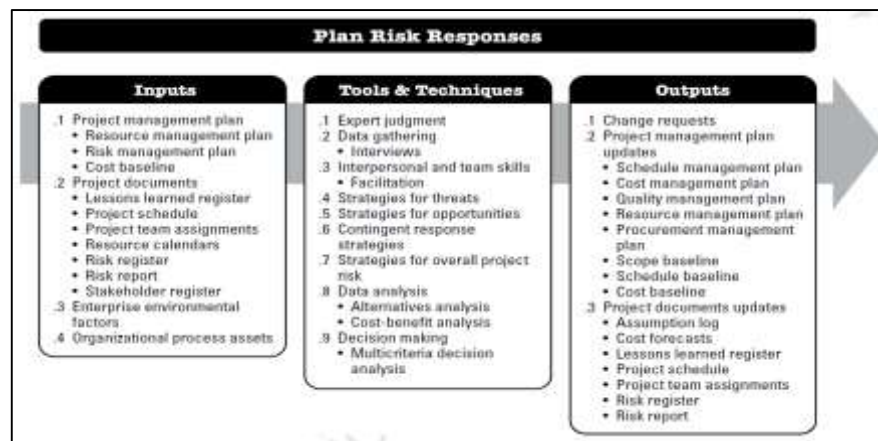 Plan Risk Responses
Inputs
.1 Project management plan
• Resource management plan
• Risk management plan
• Cost baseline
.2 Project documents
• Lessons learned register
• Project schedule
• Project team assignments
• Resource calendars
• Risk register
• Risk report
• Stakeholder register
.3 Enterprise environmental
factors
.4 Organizational process assets
Tools & Techniques
.1 Expert judgment
.2 Data gathering
• Interviews
.3 Interpersonal and team skills
• Facilitation
.4 Strategies for threats
.5 Strategies for opportunities
.6 Contingent response
strategies
.7 Strategies for overall project
risk
.8 Data analysis
• Alternatives analysis
• Cost-benefit analysis
.9 Decision making
• Multicriteria decision
analysis
Outputs
.1 Change requests
.2 Project management plan
updates
• Schedule management plan
• Cost management plan
• Quality management plan
• Resource management plan
• Procurement management
plan
• Scope baseline
• Schedule baseline
• Cost baseline
.3 Project documents updates
• Assumption log
• Cost forecasts
• Lessons learned register
• Project schedule
• Project team assignments
• Risk register
• Risk report